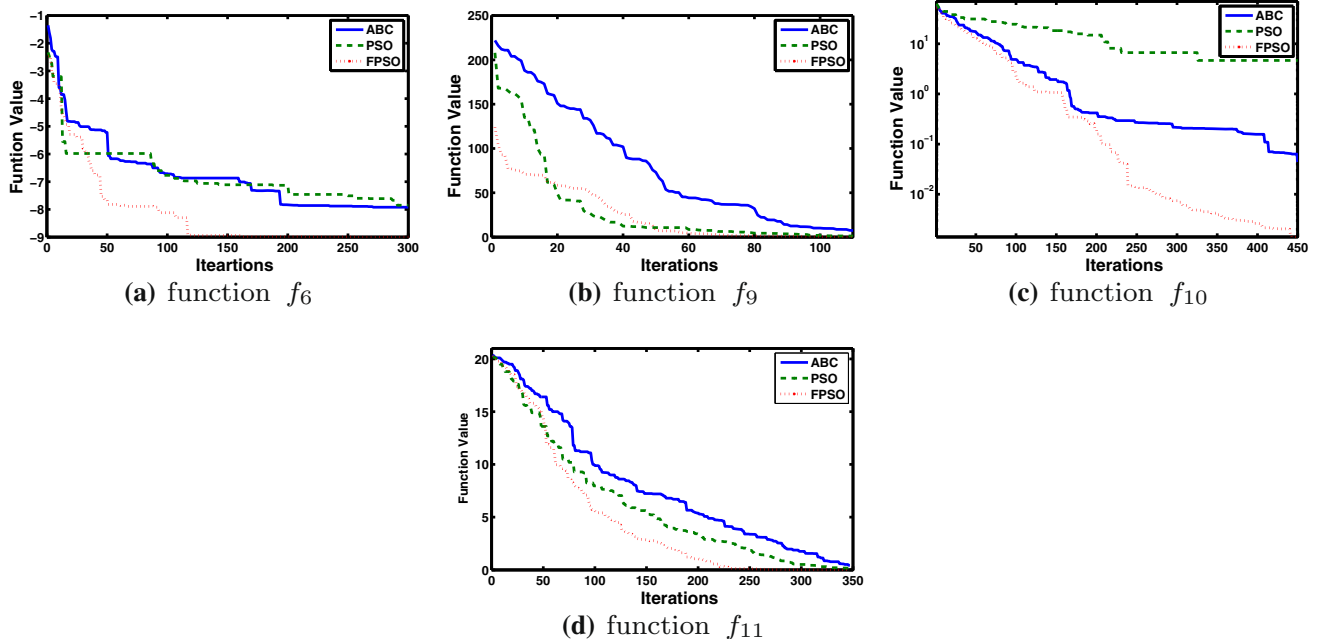 −1
−2
−3
−4
−5
−6
−7
−8
−9
Funtion Value
0 50 100 150 200 250 300
Iteartions
ABC
PSO
FPSO
(a) function f6
250
200
150
100
50
0
Function Value
0 20 40 60 80 100
Iterations
ABC
PSO
FPSO
(b) function f9
10^1
10^0
10^−1
10^−2
Function Value
50 100 150 200 250 300 350 400 450
Iterations
ABC
PSO
FPSO
(c) function f10
20
15
10
5
0
Function Value
0 50 100 150 200 250 300 350
Iterations
ABC
PSO
FPSO
(d) function f11